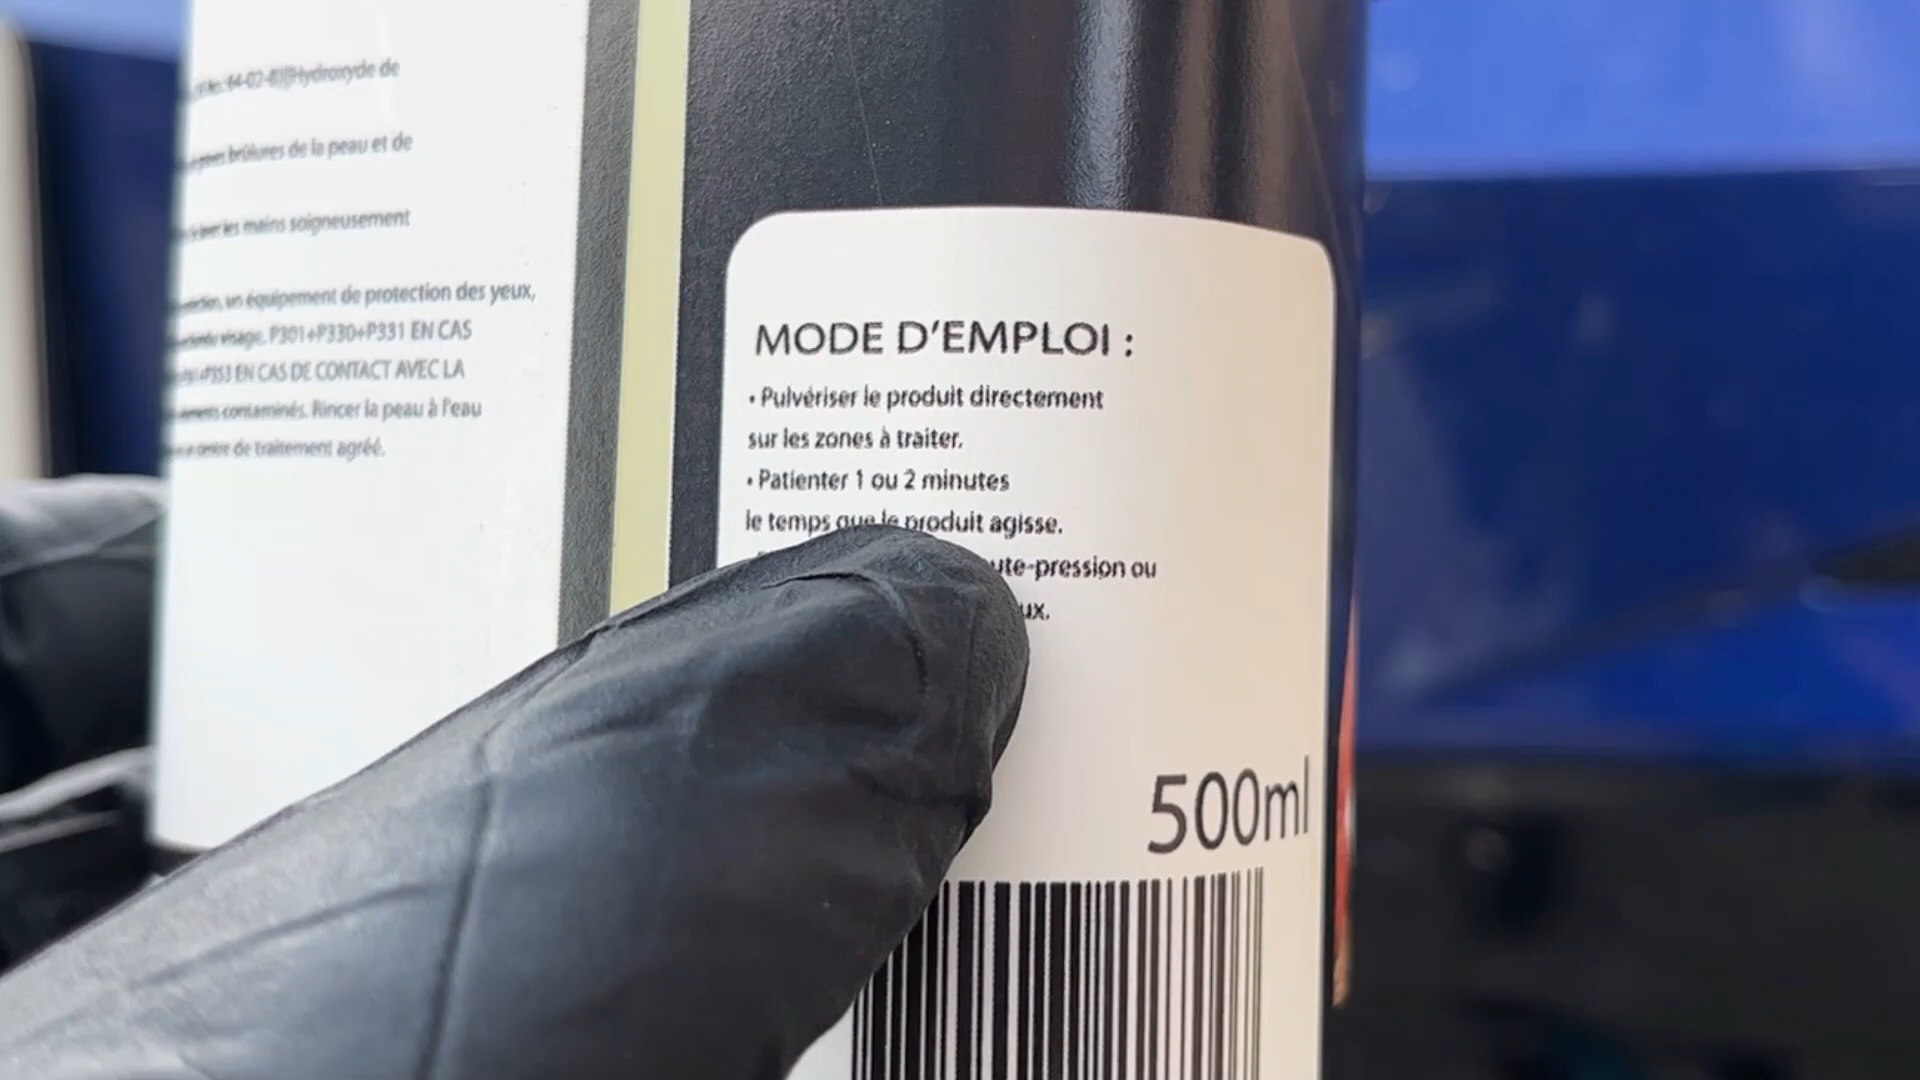 Hydroxyde de
brûlures de la peau et de
les mains soigneusement
un équipement de protection des yeux,
visage. P301+P330+P331 EN CAS
EN CAS DE CONTACT AVEC LA
contaminés. Rincer la peau à l'eau
centre de traitement agréé.
MODE D'EMPLOI :
• Pulvériser le produit directement
sur les zones à traiter.
• Patienter 1 ou 2 minutes
le temps que le produit agisse.
ute-pression ou
ux.
500ml